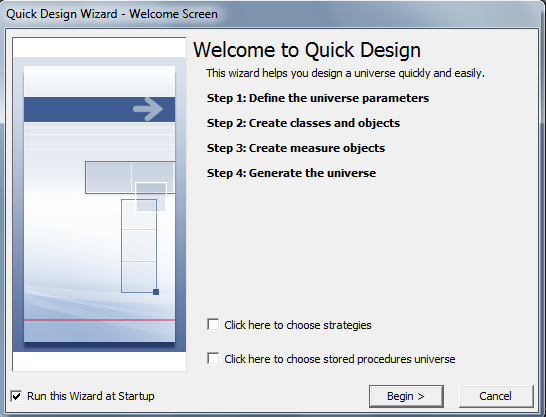 Quick Design Wizard - Welcome Screen
Welcome to Quick Design
This wizard helps you design a universe quickly and easily.
Step 1: Define the universe parameters
Step 2: Create classes and objects
Step 3: Create measure objects
Step 4: Generate the universe
Click here to choose strategies
Click here to choose stored procedures universe
Run this Wizard at Startup
Begin >
Cancel